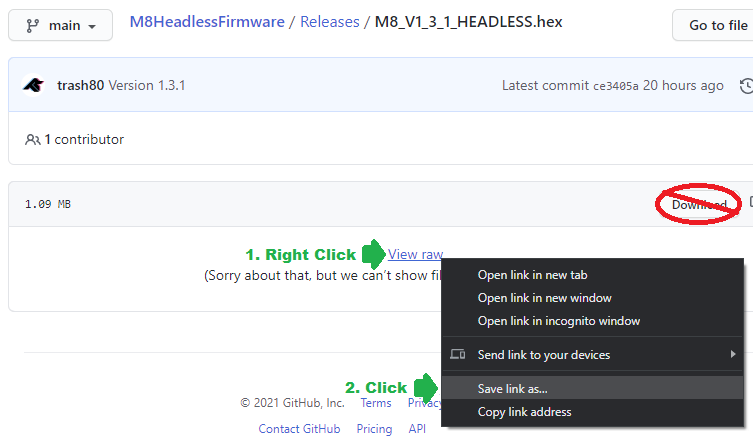 main
M8HeadlessFirmware / Releases / M8_V1_3_1_HEADLESS.hex
Go to file
trash80 Version 1.3.1
Latest commit ce3405a 20 hours ago
1 contributor
1.09 MB
Download
1. Right Click
View raw
(Sorry about that, but we can't show
Open link in new tab
Open link in new window
Open link in incognito window
Send link to your devices
2. Click
Save link as...
Copy link address
© 2021 GitHub, Inc.
Terms
Privacy
Contact GitHub
Pricing
API